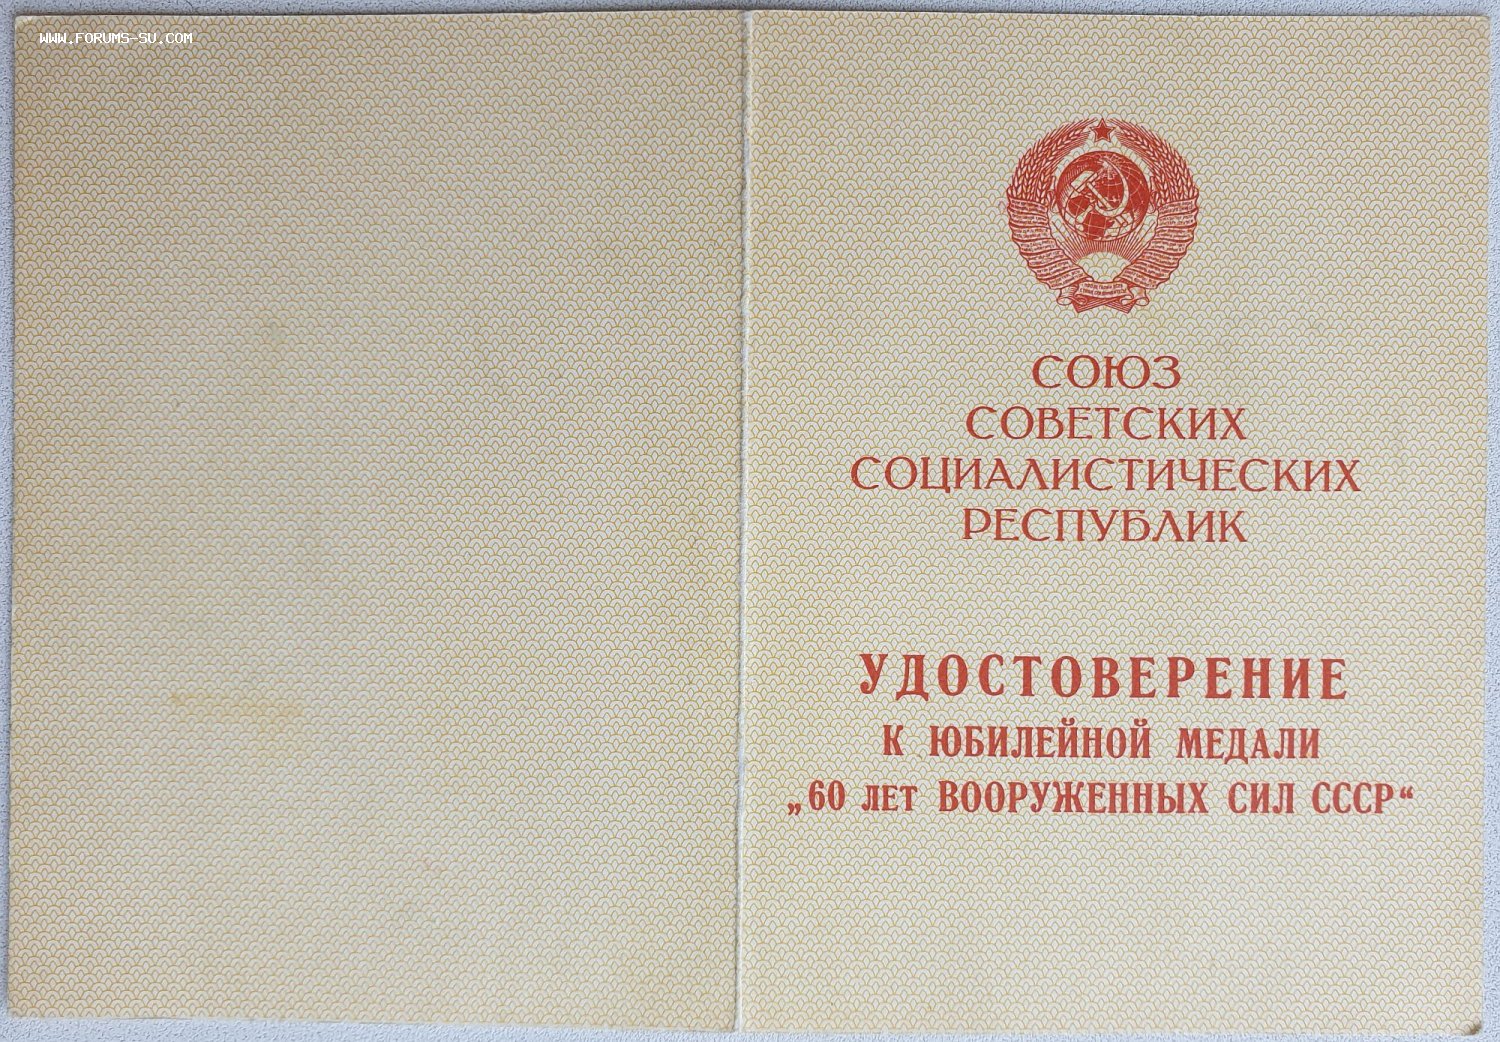 WWW.FORUMS-SU.COM
СОЮЗ
СОВЕТСКИХ
СОЦИАЛИСТИЧЕСКИХ
РЕСПУБЛИК
УДОСТОВЕРЕНИЕ
К ЮБИЛЕЙНОЙ МЕДАЛИ
„60 ЛЕТ ВООРУЖЕННЫХ СИЛ СССР“